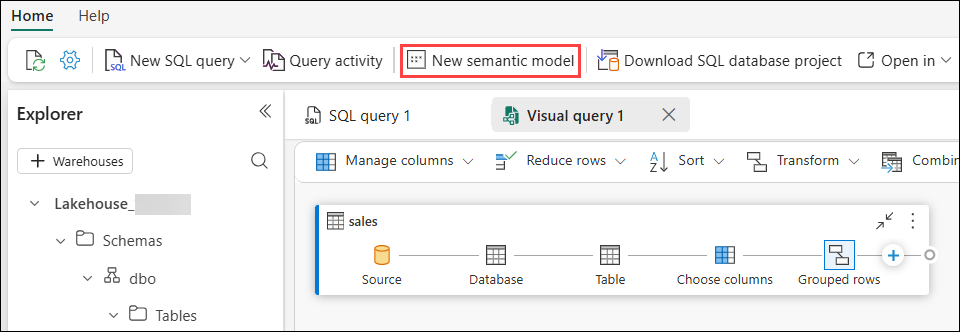 Home Help
SQL New SQL query Query activity New semantic model Download SQL database project Open in
Explorer
SQL SQL query 1 Visual query 1
+ Warehouses
Manage columns Reduce rows A Z Sort Transform Combin
Lakehouse_
sales
Schemas
Source Database Table Choose columns Grouped rows
dbo
Tables